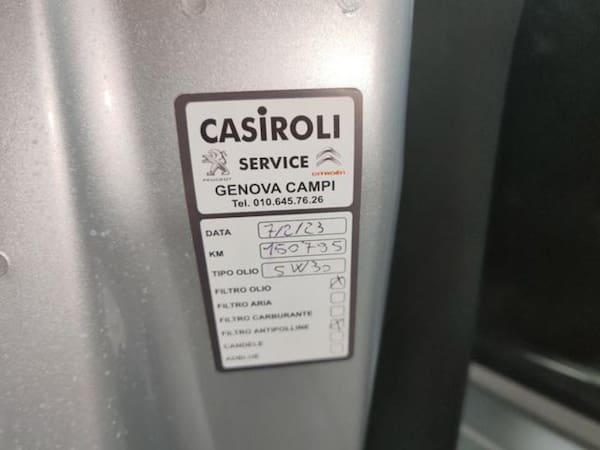 CASiROLI
PEUGEOT SERVICE CITROËN
GENOVA CAMPI
Tel. 010.645.76.26
DATA 7/2/23
KM 150795
TIPO OLIO 5W30
FILTRO OLIO X
FILTRO ARIA
FILTRO CARBURANTE
FILTRO ANTIPOLLINE X
CANDELE
ADBLUE